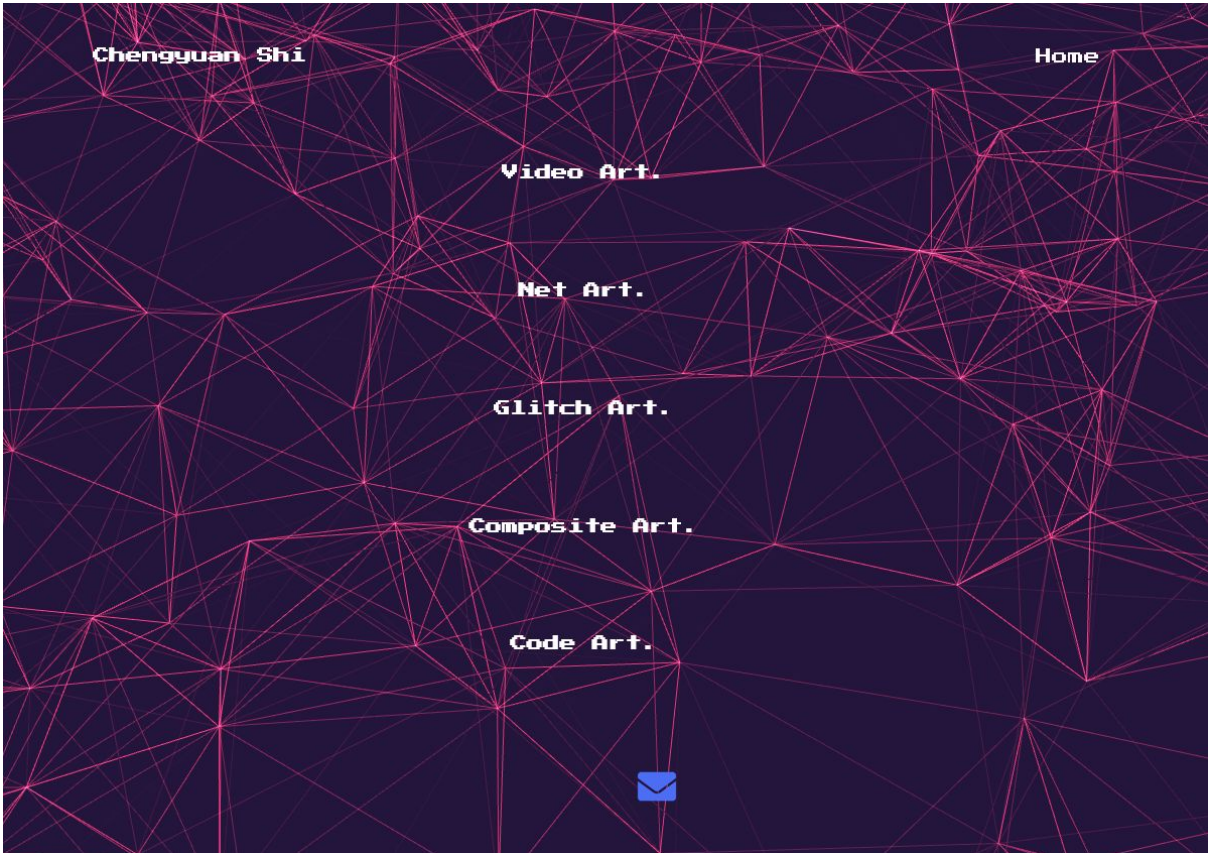 Chengyuan Shi
Home
Video Art.
Net Art.
Glitch Art.
Composite Art.
Code Art.